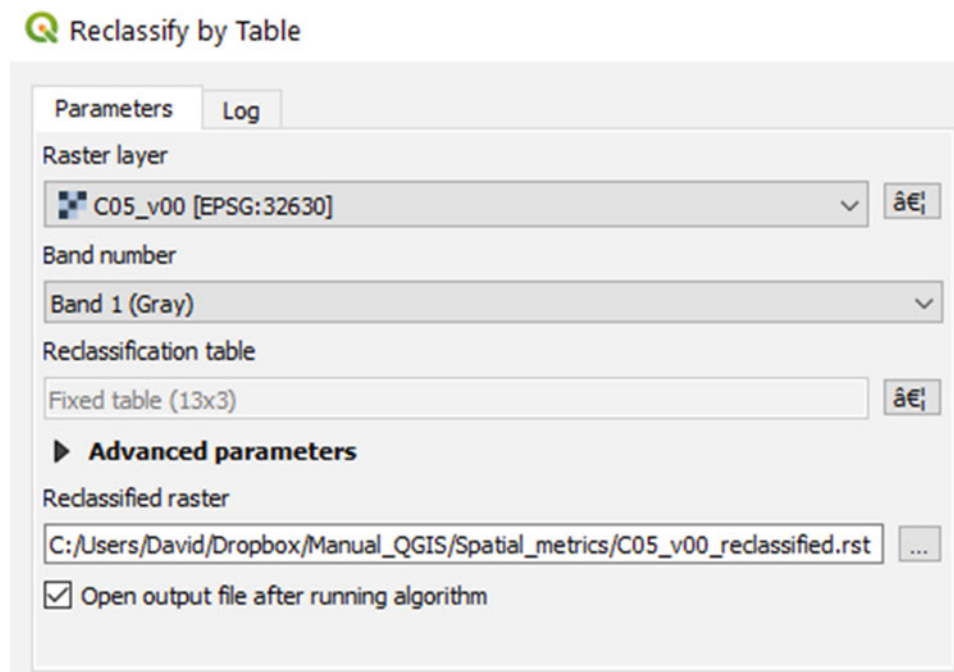 Reclassify by Table
Parameters
Log
Raster layer
C05_v00 [EPSG:32630]
â€¦
Band number
Band 1 (Gray)
Reclassification table
Fixed table (13x3)
â€¦
Advanced parameters
Reclassified raster
C:/Users/David/Dropbox/Manual_QGIS/Spatial_metrics/C05_v00_reclassified.rst
...
Open output file after running algorithm